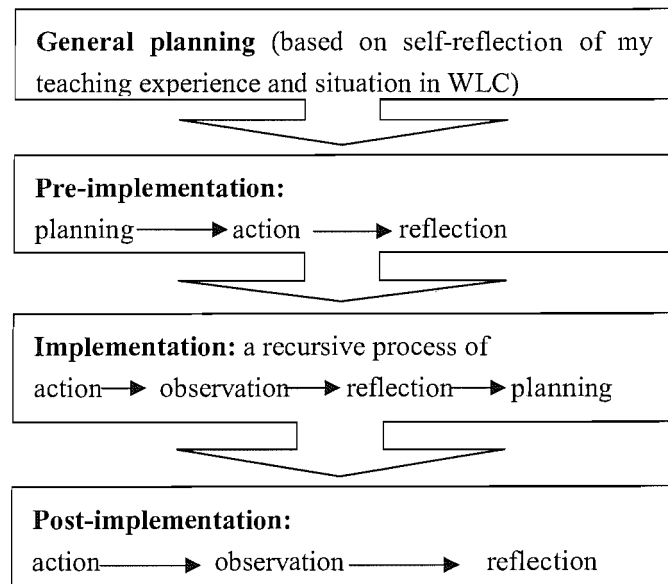 General planning (based on self-reflection of my
teaching experience and situation in WLC)
Pre-implementation:
planning action reflection
Implementation: a recursive process of
action observation reflection planning
Post-implementation:
action observation reflection